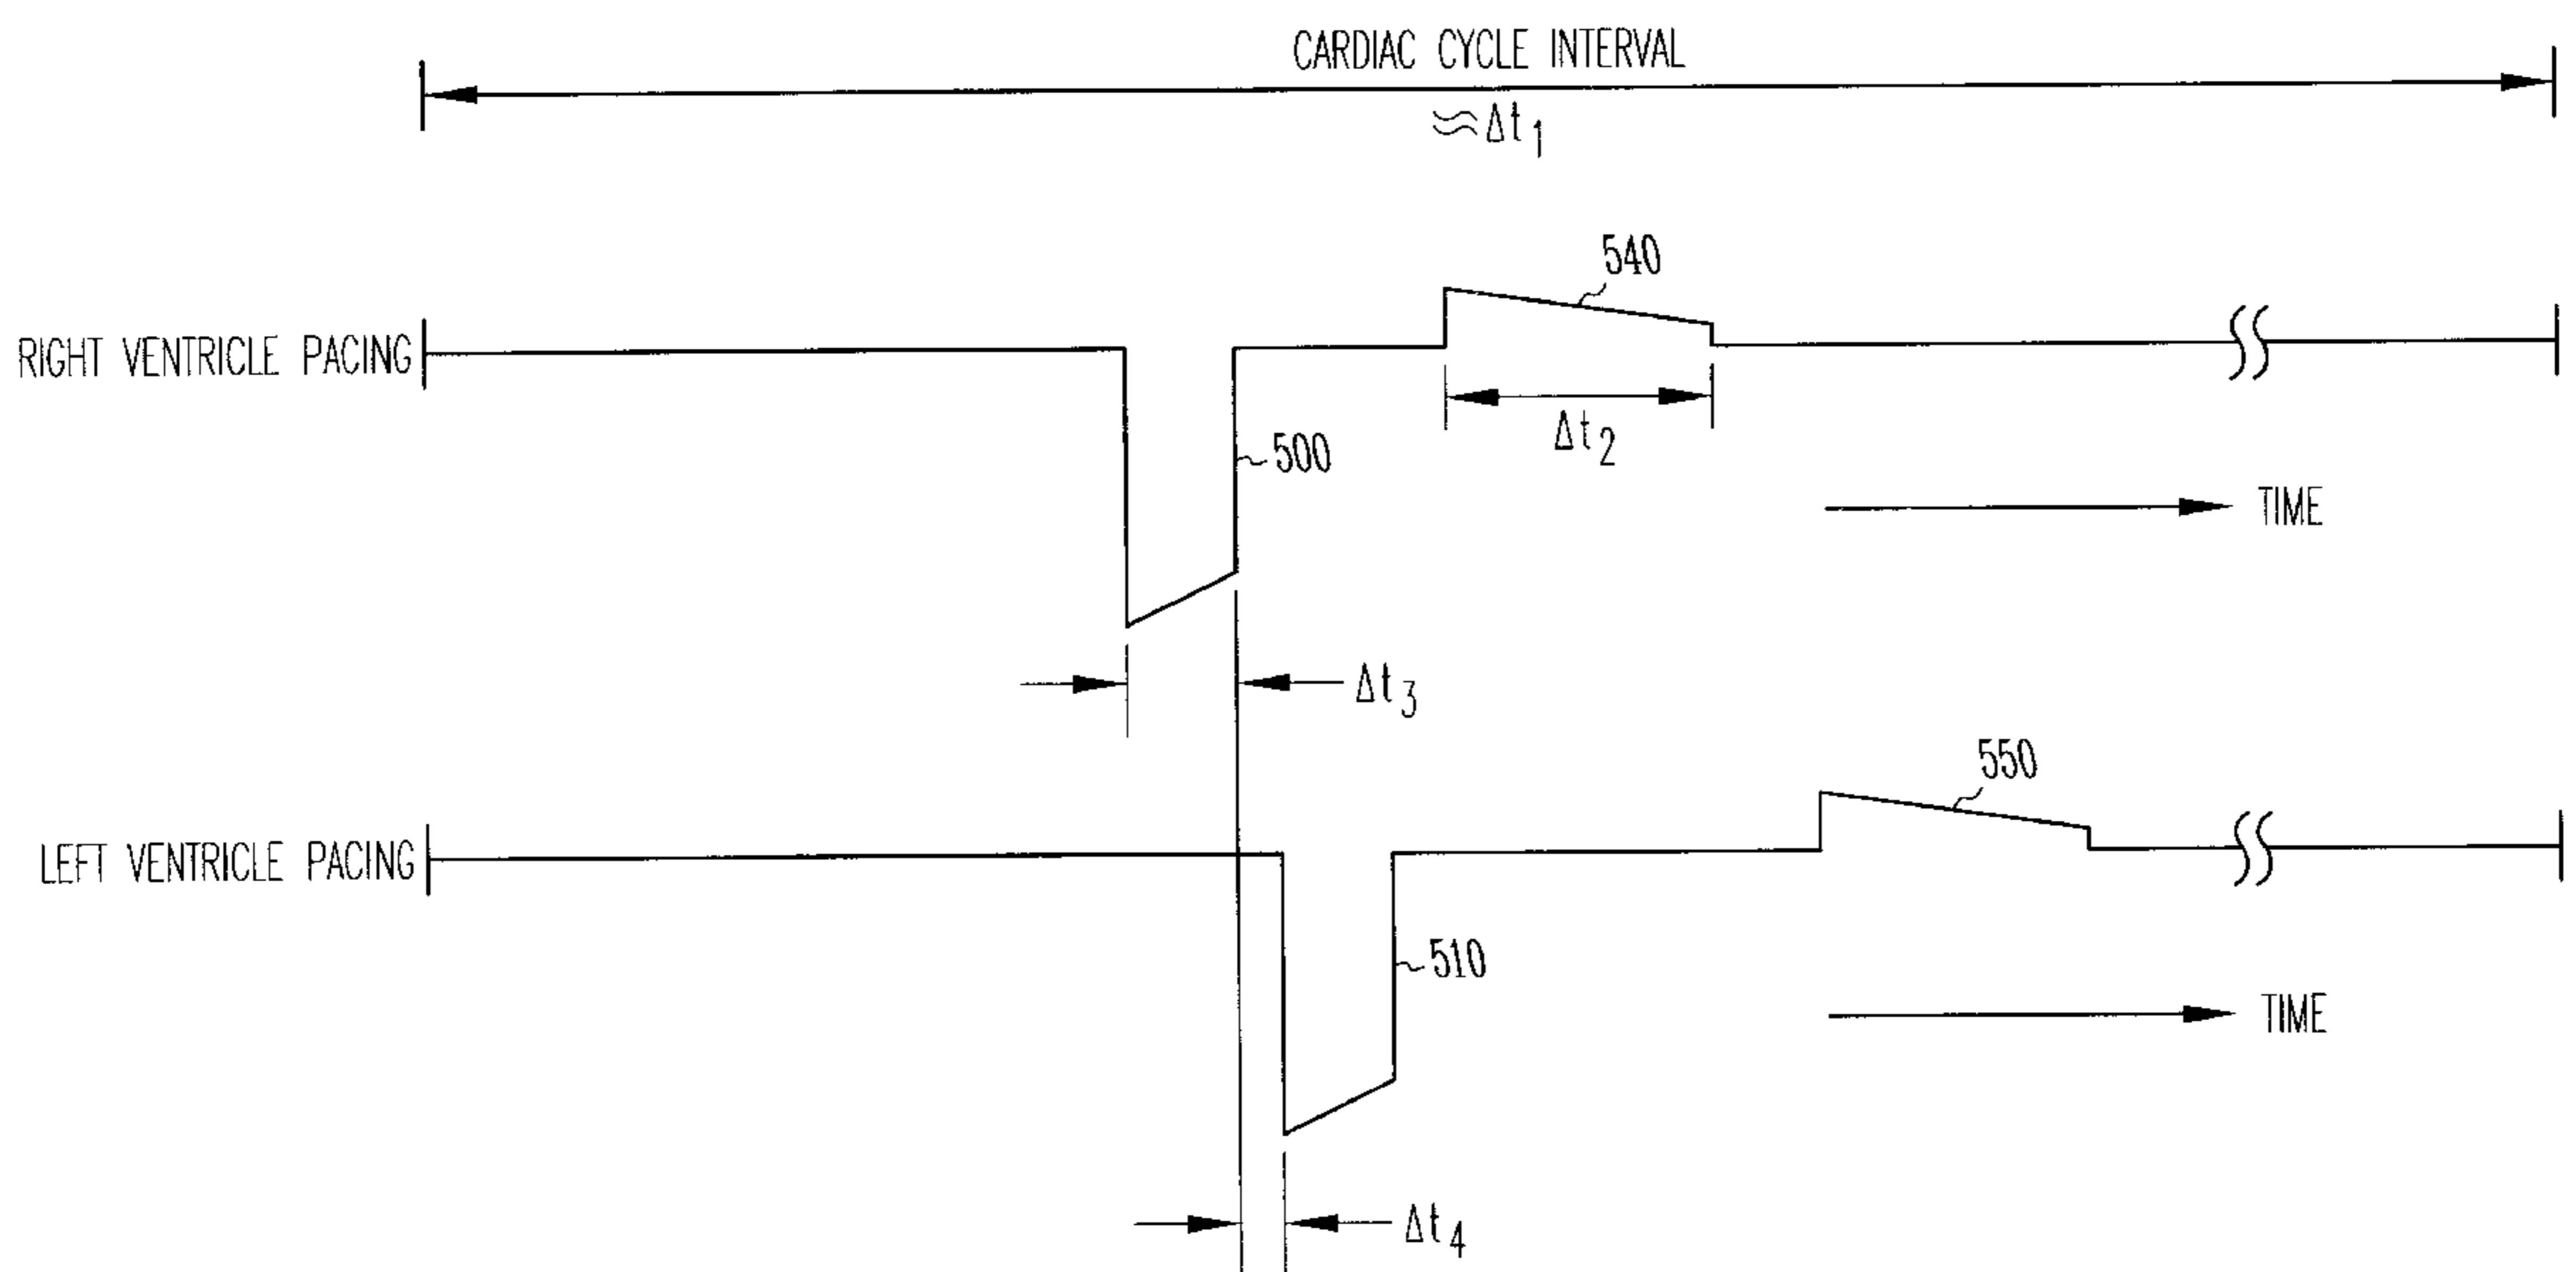 CARDIAC CYCLE INTERVAL
≈Δt₁
540
RIGHT VENTRICLE PACING
500
Δt₂
TIME
Δt₃
550
LEFT VENTRICLE PACING
510
TIME
Δt₄